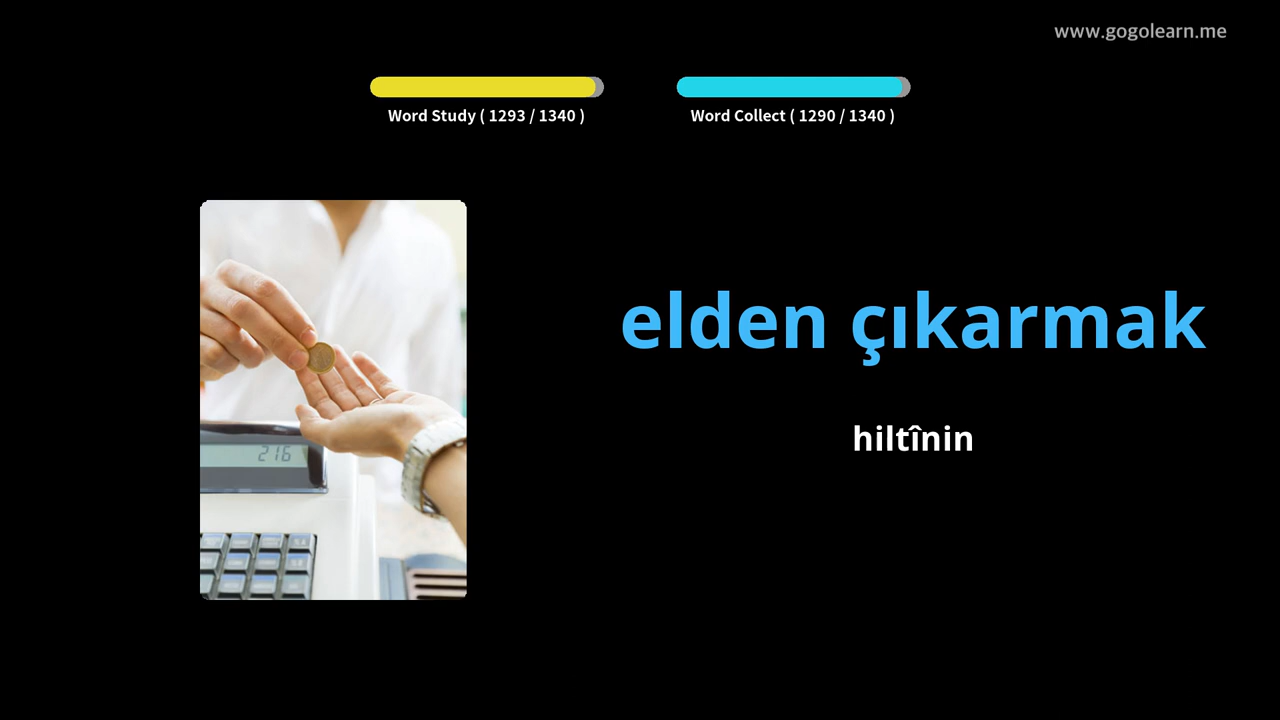 www.gogolearn.me
Word Study ( 1293 / 1340 )
Word Collect ( 1290 / 1340 )
elden çıkarmak
hiltînin
216